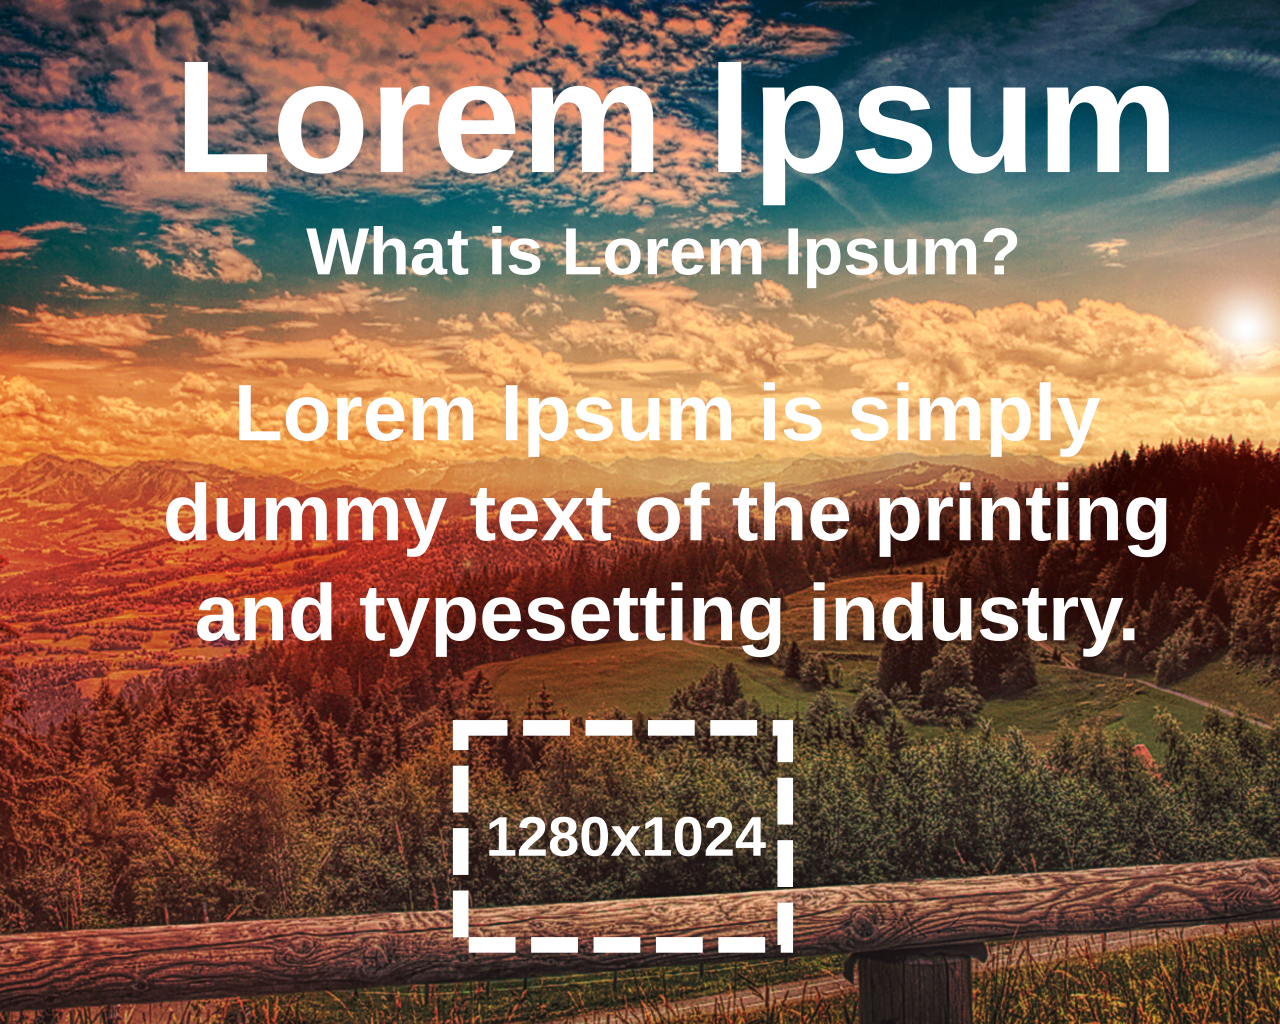 Lorem Ipsum
What is Lorem Ipsum?
Lorem Ipsum is simply
dummy text of the printing
and typesetting industry.
1280x1024